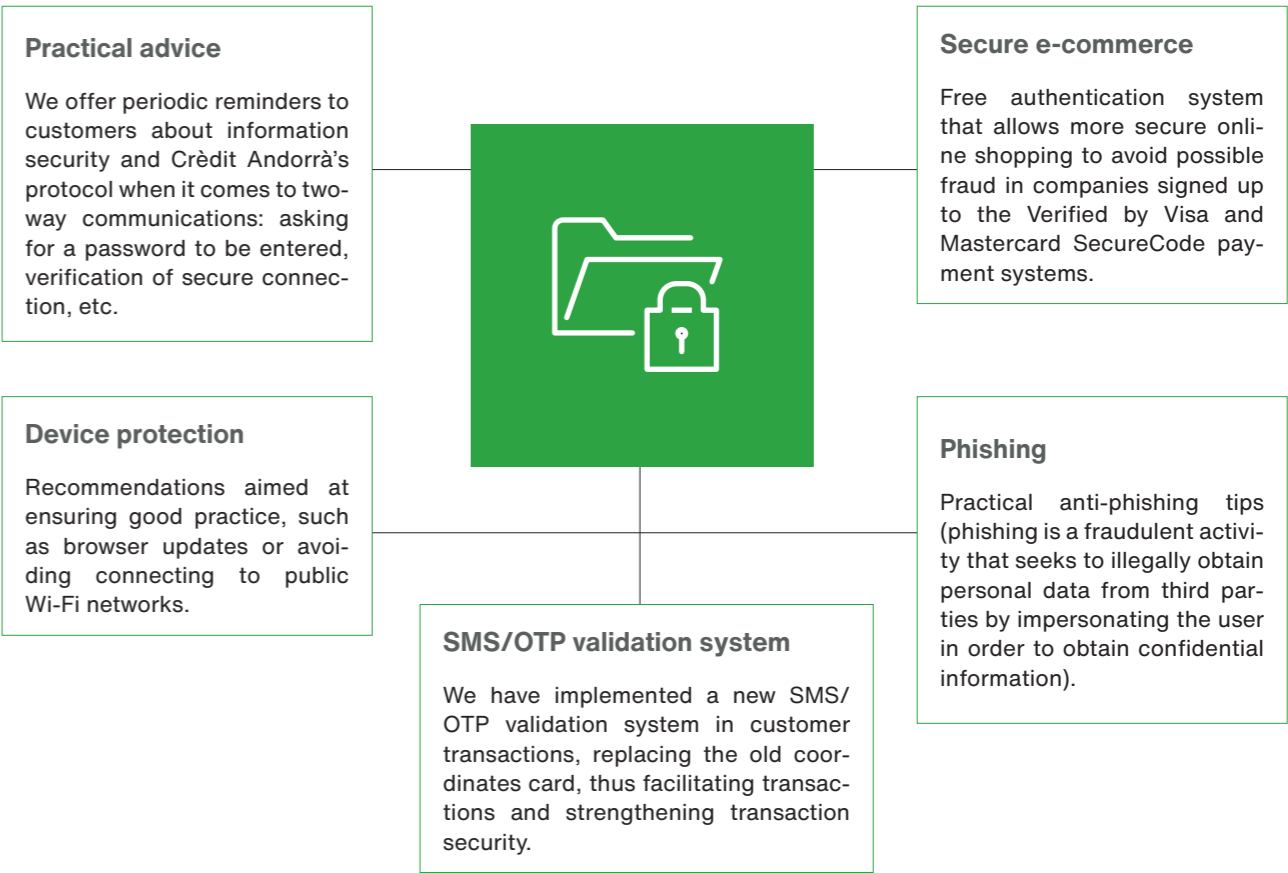 Practical advice
We offer periodic reminders to
customers about information
security and Crèdit Andorrà’s
protocol when it comes to two-
way communications: asking
for a password to be entered,
verification of secure connec-
tion, etc.
Secure e-commerce
Free authentication system
that allows more secure onli-
ne shopping to avoid possible
fraud in companies signed up
to the Verified by Visa and
Mastercard SecureCode pay-
ment systems.
Device protection
Recommendations aimed at
ensuring good practice, such
as browser updates or avoi-
ding connecting to public
Wi-Fi networks.
Phishing
Practical anti-phishing tips
(phishing is a fraudulent activi-
ty that seeks to illegally obtain
personal data from third par-
ties by impersonating the user
in order to obtain confidential
information).
SMS/OTP validation system
We have implemented a new SMS/
OTP validation system in customer
transactions, replacing the old coor-
dinates card, thus facilitating transac-
tions and strengthening transaction
security.